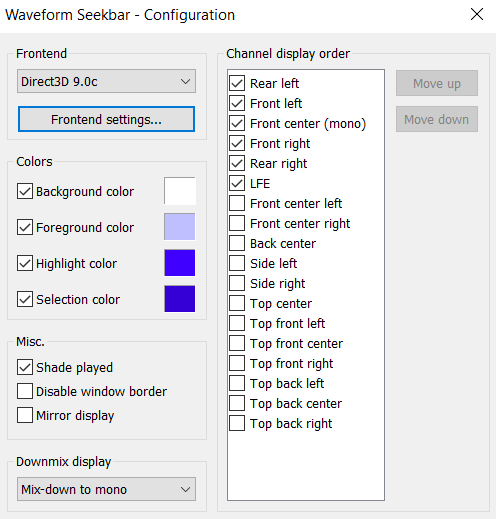 Waveform Seekbar - Configuration
Frontend
Direct3D 9.0c
Frontend settings...
Colors
Background color
Foreground color
Highlight color
Selection color
Misc.
Shade played
Disable window border
Mirror display
Downmix display
Mix-down to mono
Channel display order
Rear left
Front left
Front center (mono)
Front right
Rear right
LFE
Front center left
Front center right
Back center
Side left
Side right
Top center
Top front left
Top front center
Top front right
Top back left
Top back center
Top back right
Move up
Move down